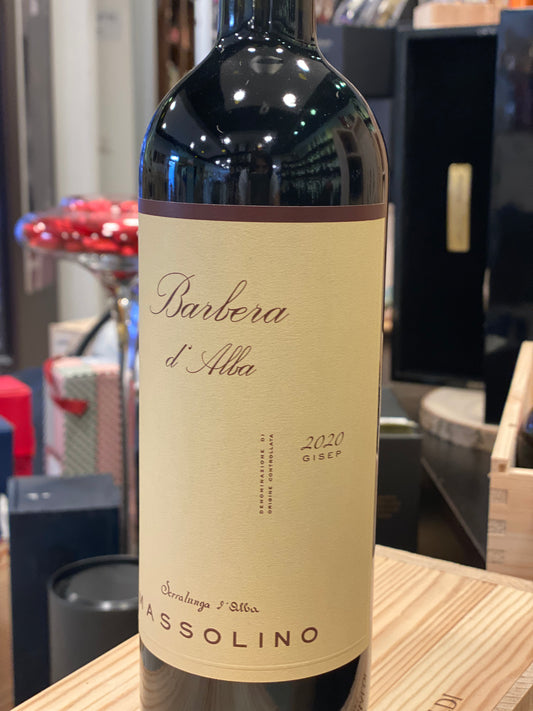 Barbera
d'Alba
2020
GISEP
DENOMINAZIONE DI
ORIGINE CONTROLLATA
Serralunga d'Alba
MASSOLINO